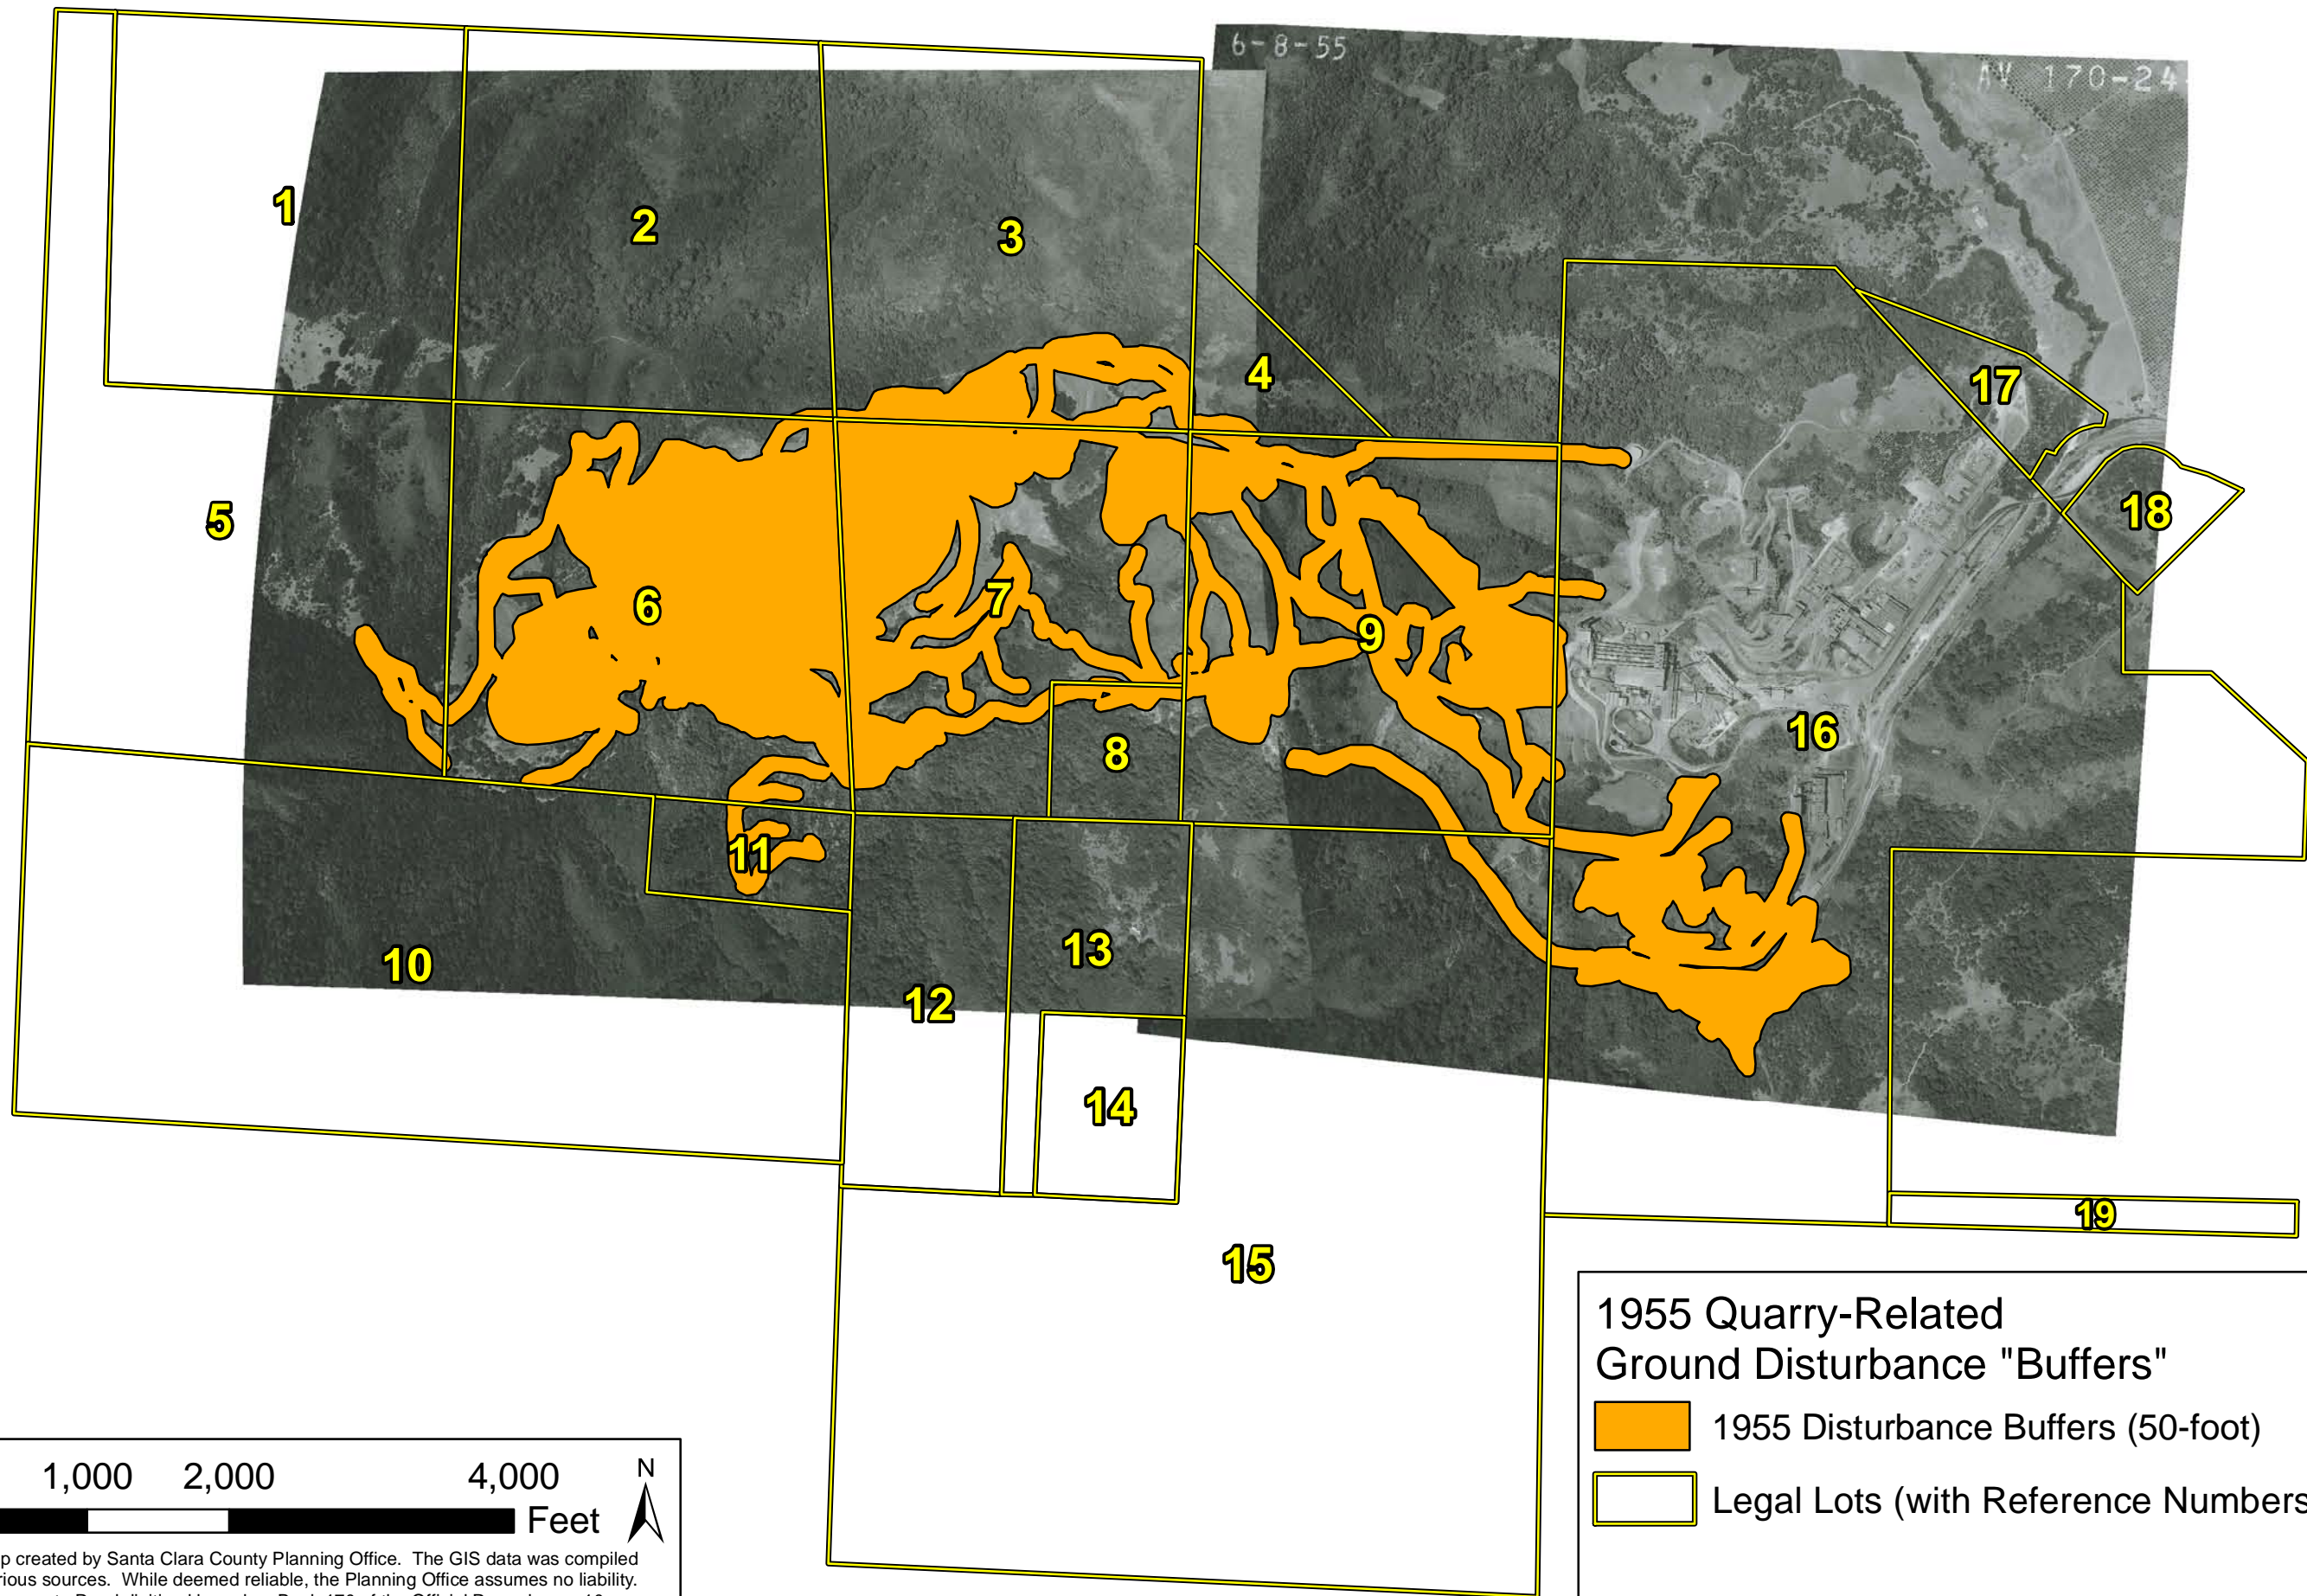 6-8-55
AV 170-24
1
2
3
4
17
5
18
6
7
9
8
16
11
10
13
12
14
19
15
1955 Quarry-Related
Ground Disturbance "Buffers"
1955 Disturbance Buffers (50-foot)
Legal Lots (with Reference Numbers
1,000 2,000 4,000
N
Feet
p created by Santa Clara County Planning Office. The GIS data was compiled
rious sources. While deemed reliable, the Planning Office assumes no liability.